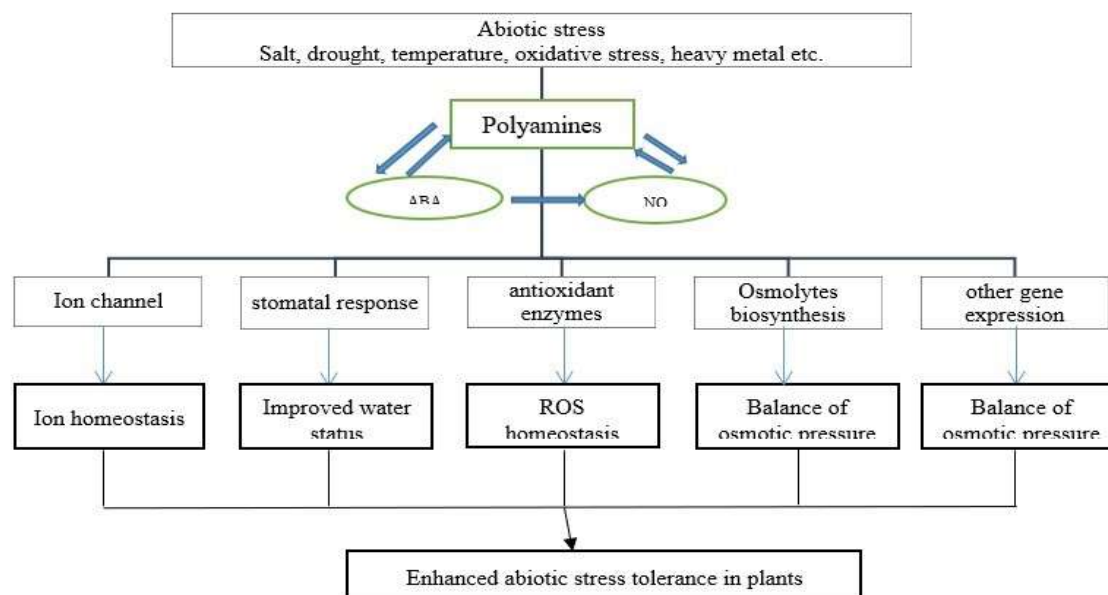 Abiotic stress
Salt, drought, temperature, oxidative stress, heavy metal etc.
Polyamines
ABA
NO
Ion channel
stomatal response
antioxidant
enzymes
Osmolytes
biosynthesis
other gene
expression
Ion homeostasis
Improved water
status
ROS
homeostasis
Balance of
osmotic pressure
Balance of
osmotic pressure
Enhanced abiotic stress tolerance in plants